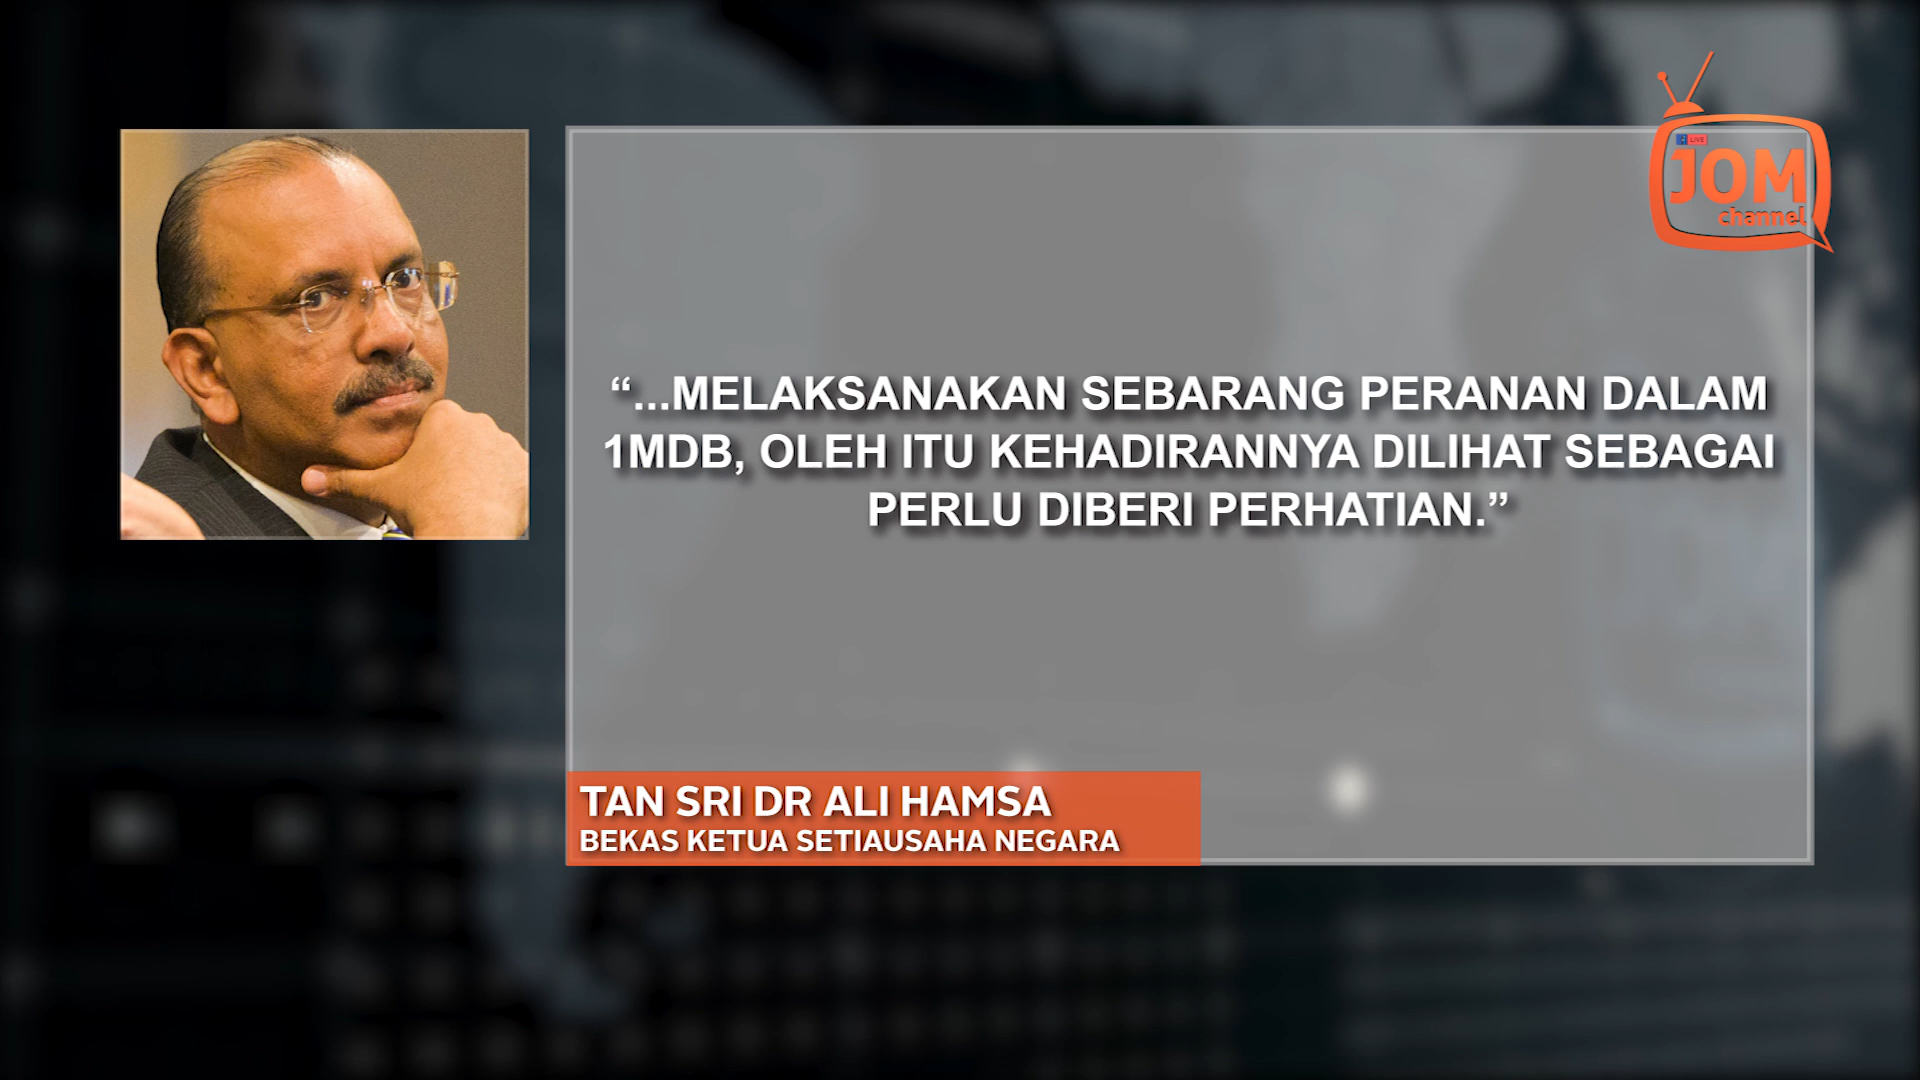 LIVE
JOM
channel
“...MELAKSANAKAN SEBARANG PERANAN DALAM
1MDB, OLEH ITU KEHADIRANNYA DILIHAT SEBAGAI
PERLU DIBERI PERHATIAN.”
TAN SRI DR ALI HAMSA
BEKAS KETUA SETIAUSAHA NEGARA